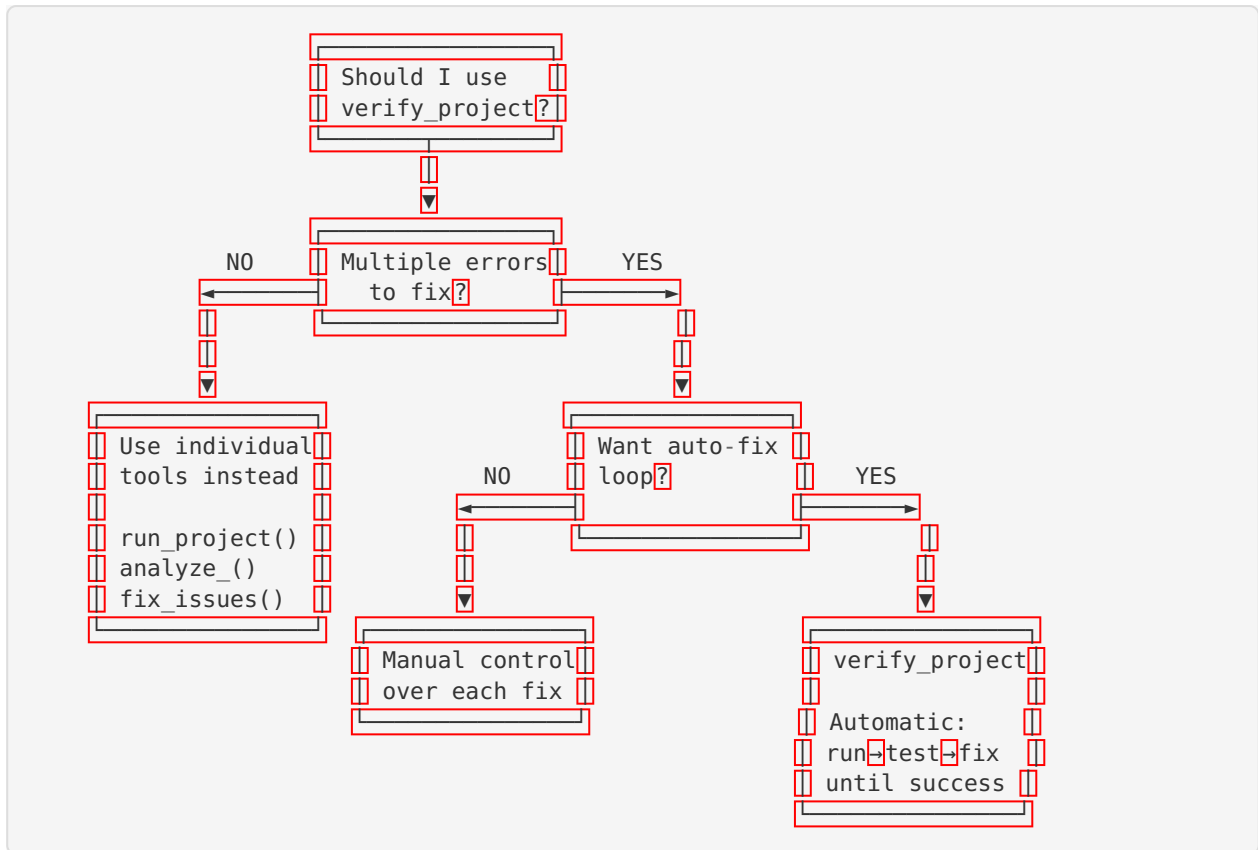 Should I use
verify_project?
Multiple errors
to fix?
NO
YES
Use individual
tools instead
run_project()
analyze_()
fix_issues()
Want auto-fix
loop?
NO
YES
Manual control
over each fix
verify_project
Automatic:
run→test→fix
until success